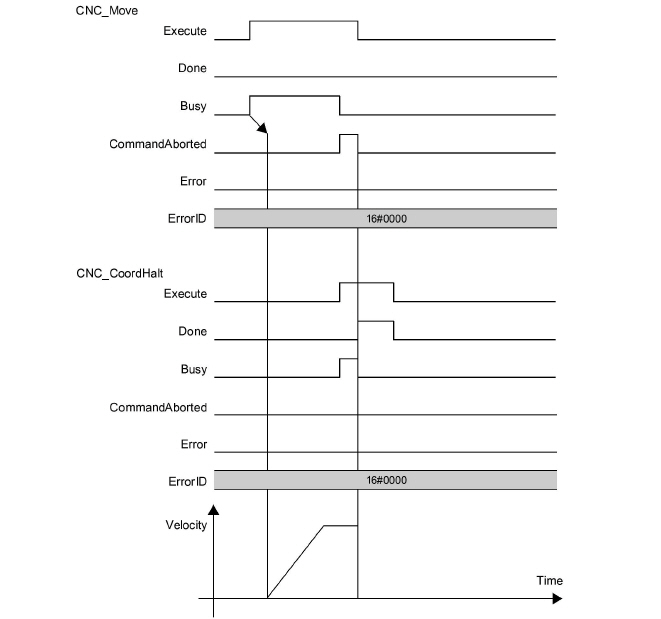 CNC_Move
Execute
Done
Busy
CommandAborted
Error
ErrorID
16#0000
CNC_CoordHalt
Execute
Done
Busy
CommandAborted
Error
ErrorID
16#0000
Velocity
Time